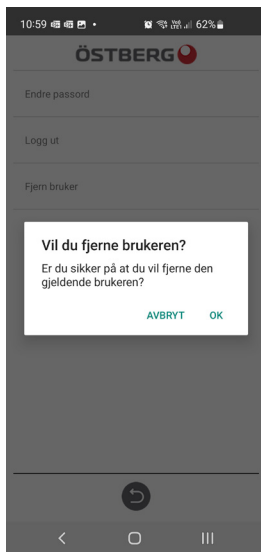 10:59 62%
ÖSTBERG
Endre passord
Logg ut
Fjern bruker
Vil du fjerne brukeren?
Er du sikker på at du vil fjerne den
gjeldende brukeren?
AVBRYT OK